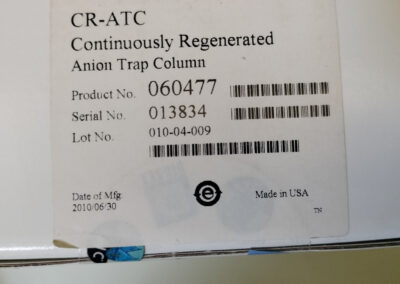 CR-ATC
Continuously Regenerated
Anion Trap Column
Product No. 060477
Serial No. 013834
Lot No. 010-04-009
Date of Mfg
2010/06/30
e
Made in USA
TN